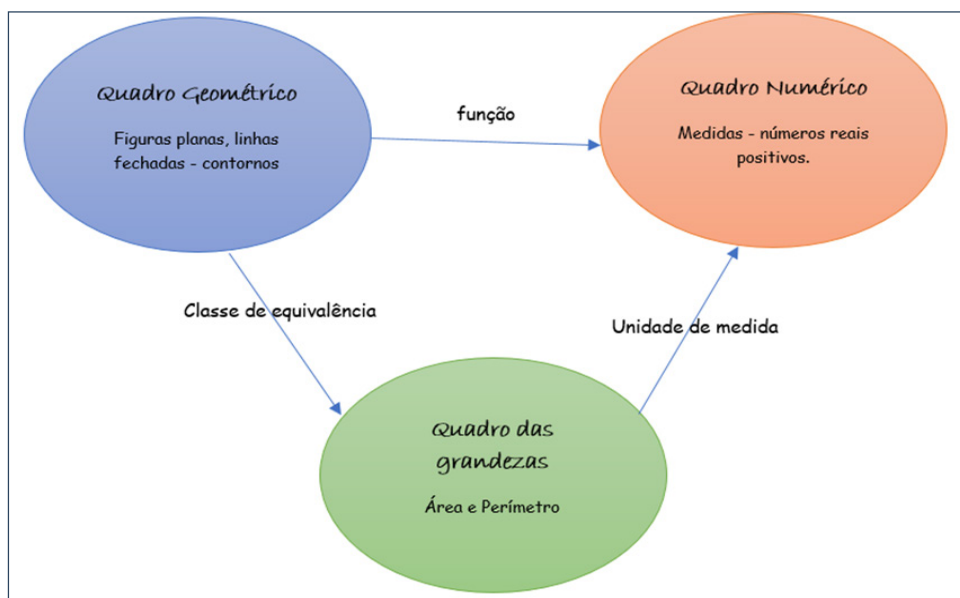 Quadro Geométrico
Figuras planas, linhas
fechadas - contornos
função
Quadro Numérico
Medidas - números reais
positivos.
Classe de equivalência
Unidade de medida
Quadro das
grandezas
Área e Perímetro